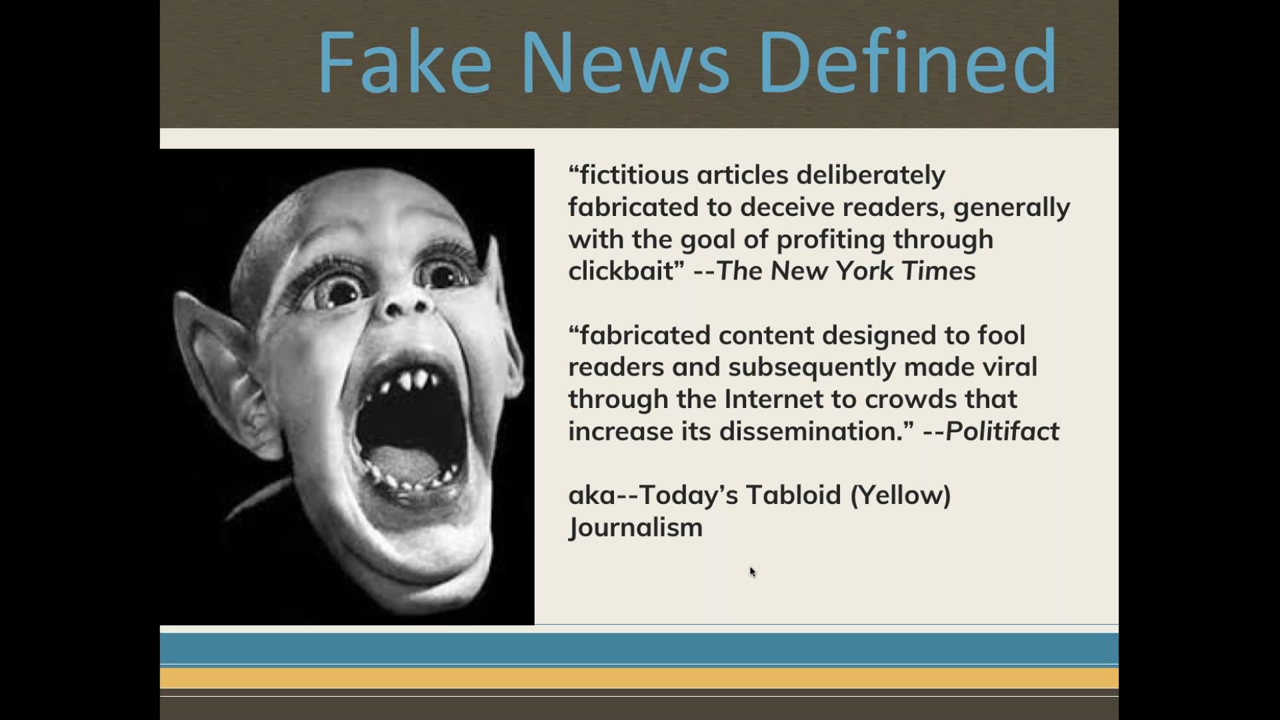 Fake News Defined
“fictitious articles deliberately
fabricated to deceive readers, generally
with the goal of profiting through
clickbait” --The New York Times
“fabricated content designed to fool
readers and subsequently made viral
through the Internet to crowds that
increase its dissemination.” --Politifact
aka--Today’s Tabloid (Yellow)
Journalism